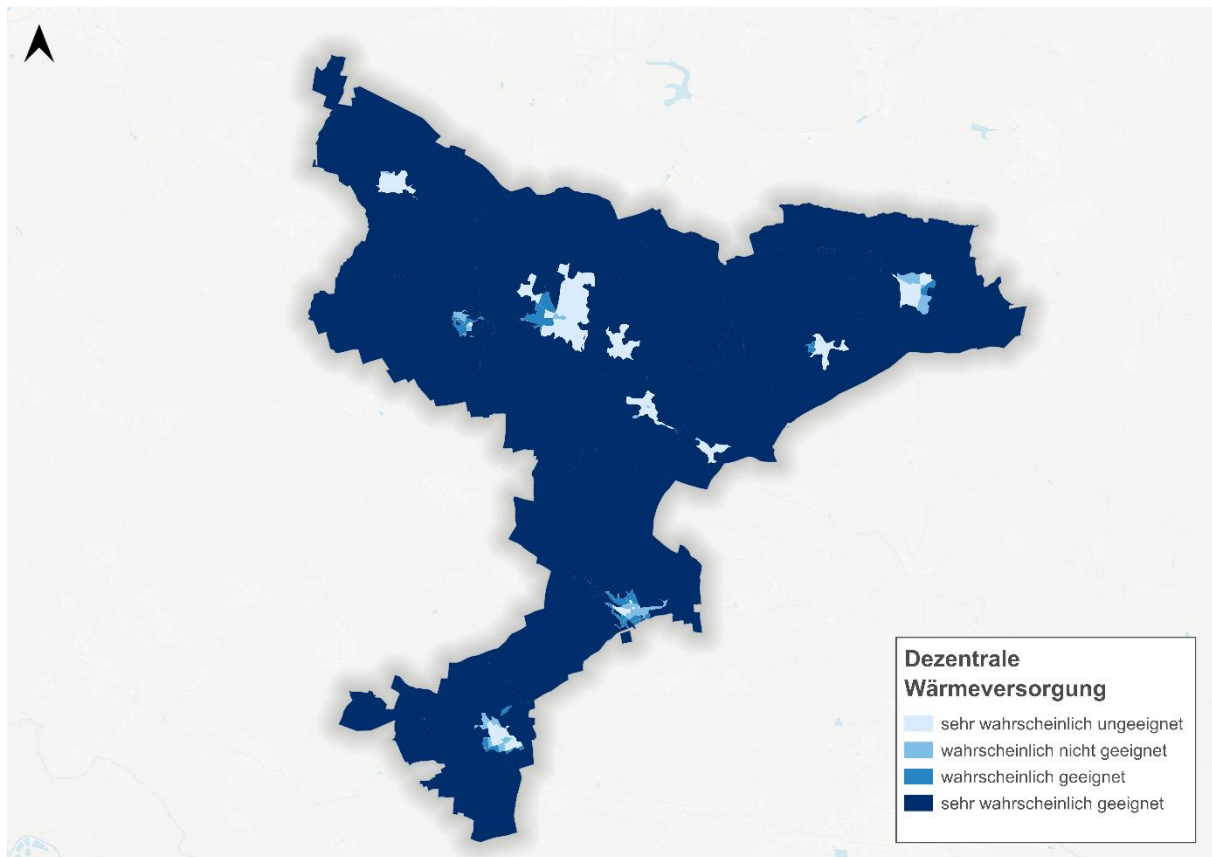 Dezentrale
Wärmeversorgung
sehr wahrscheinlich ungeeignet
wahrscheinlich nicht geeignet
wahrscheinlich geeignet
sehr wahrscheinlich geeignet